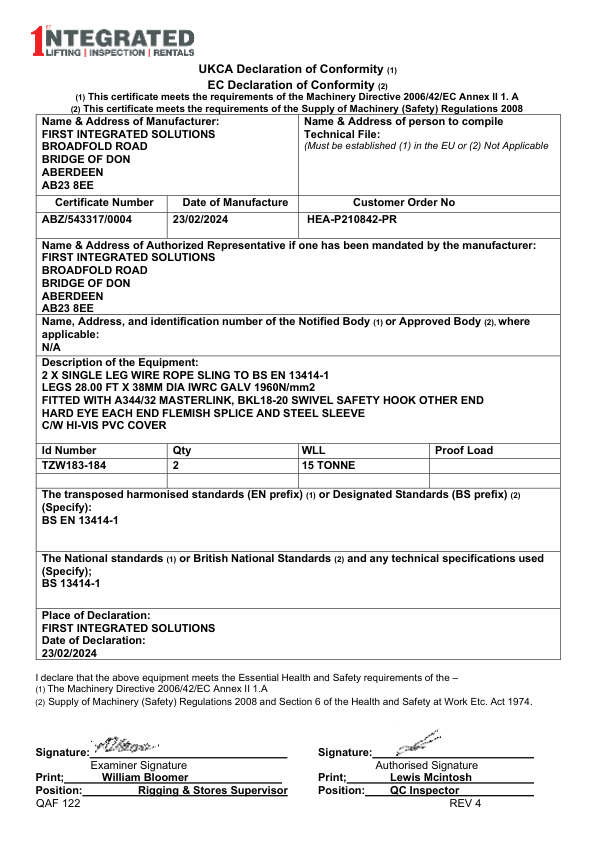 1ST INTEGRATED
LIFTING | INSPECTION | RENTALS
UKCA Declaration of Conformity (1)
EC Declaration of Conformity (2)
(1) This certificate meets the requirements of the Machinery Directive 2006/42/EC Annex II 1. A
(2) This certificate meets the requirements of the Supply of Machinery (Safety) Regulations 2008
Name & Address of Manufacturer:
FIRST INTEGRATED SOLUTIONS
BROADFOLD ROAD
BRIDGE OF DON
ABERDEEN
AB23 8EE
Name & Address of person to compile
Technical File:
(Must be established (1) in the EU or (2) Not Applicable
Certificate Number Date of Manufacture Customer Order No
ABZ/543317/0004 23/02/2024 HEA-P210842-PR
Name & Address of Authorized Representative if one has been mandated by the manufacturer:
FIRST INTEGRATED SOLUTIONS
BROADFOLD ROAD
BRIDGE OF DON
ABERDEEN
AB23 8EE
Name, Address, and identification number of the Notified Body (1) or Approved Body (2), where
applicable:
N/A
Description of the Equipment:
2 X SINGLE LEG WIRE ROPE SLING TO BS EN 13414-1
LEGS 28.00 FT X 38MM DIA IWRC GALV 1960N/mm2
FITTED WITH A344/32 MASTERLINK, BKL18-20 SWIVEL SAFETY HOOK OTHER END
HARD EYE EACH END FLEMISH SPLICE AND STEEL SLEEVE
C/W HI-VIS PVC COVER
Id Number Qty WLL Proof Load
TZW183-184 2 15 TONNE
The transposed harmonised standards (EN prefix) (1) or Designated Standards (BS prefix) (2)
(Specify):
BS EN 13414-1
The National standards (1) or British National Standards (2) and any technical specifications used
(Specify);
BS 13414-1
Place of Declaration:
FIRST INTEGRATED SOLUTIONS
Date of Declaration:
23/02/2024
I declare that the above equipment meets the Essential Health and Safety requirements of the –
(1) The Machinery Directive 2006/42/EC Annex II 1.A
(2) Supply of Machinery (Safety) Regulations 2008 and Section 6 of the Health and Safety at Work Etc. Act 1974.
Signature: Signature:
Examiner Signature Authorised Signature
Print; William Bloomer Print; Lewis Mcintosh
Position: Rigging & Stores Supervisor Position: QC Inspector
QAF 122 REV 4